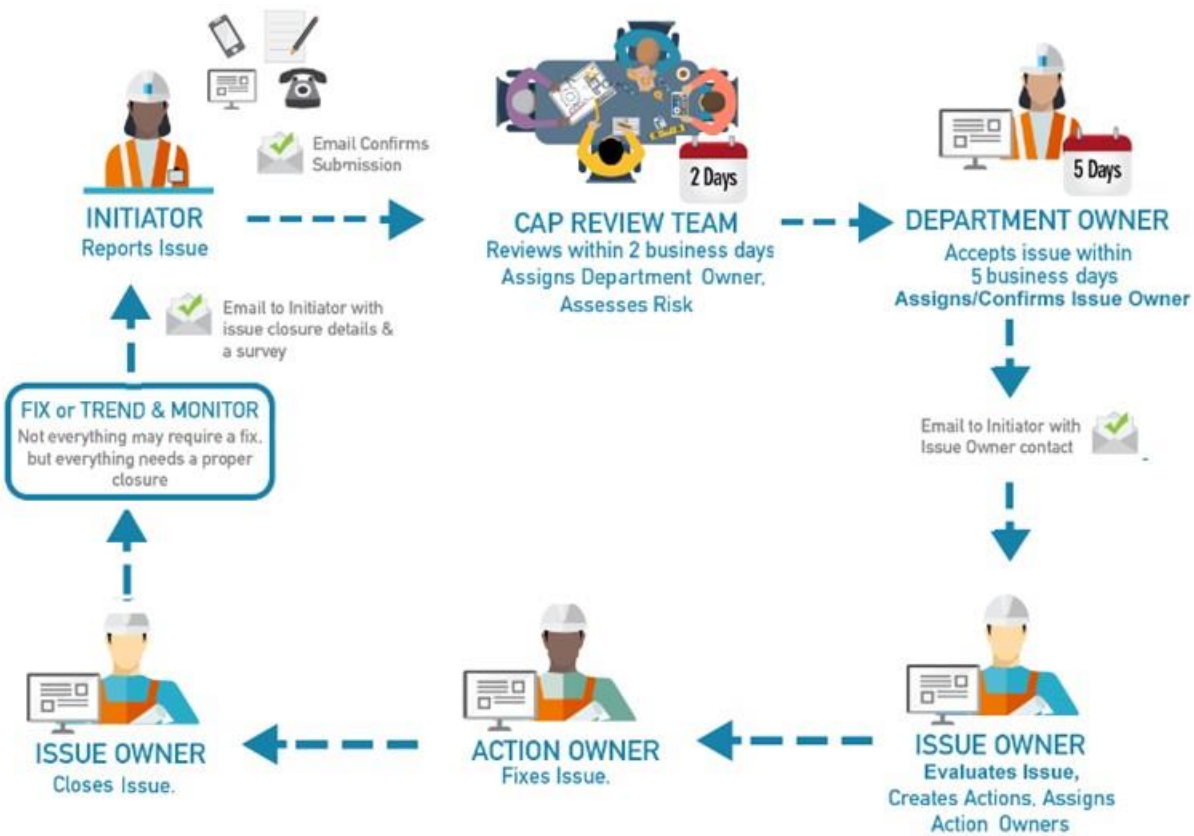 Email Confirms
Submission
INITIATOR
Reports Issue
2 Days
CAP REVIEW TEAM
Reviews within 2 business days
Assigns Department Owner,
Assesses Risk
5 Days
DEPARTMENT OWNER
Accepts issue within
5 business days
Assigns/Confirms Issue Owner
Email to Initiator with
Issue Owner contact
ISSUE OWNER
Evaluates Issue,
Creates Actions, Assigns
Action Owners
ACTION OWNER
Fixes Issue.
ISSUE OWNER
Closes Issue.
FIX or TREND & MONITOR
Not everything may require a fix,
but everything needs a proper
closure
Email to Initiator with
issue closure details &
a survey